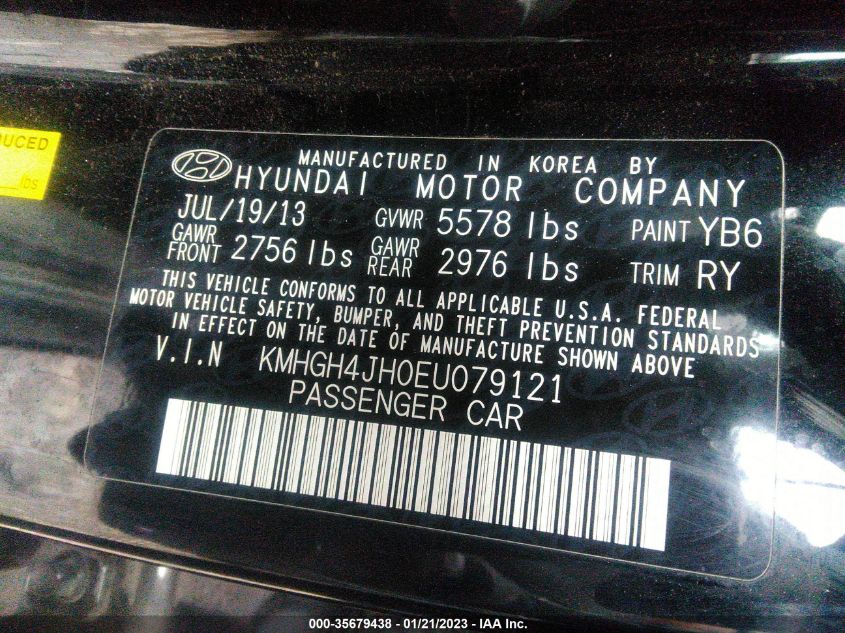 DUCED
lbs
MANUFACTURED IN KOREA BY
HYUNDAI MOTOR COMPANY
JUL/19/13 GVWR 5578 lbs PAINT YB6
GAWR FRONT 2756 lbs GAWR REAR 2976 lbs TRIM RY
THIS VEHICLE CONFORMS TO ALL APPLICABLE U.S.A. FEDERAL
MOTOR VEHICLE SAFETY, BUMPER, AND THEFT PREVENTION STANDARDS
IN EFFECT ON THE DATE OF MANUFACTURE SHOWN ABOVE
V.I.N KMHGH4JH0EU079121
PASSENGER CAR
000-35679438 - 01/21/2023 - IAA Inc.